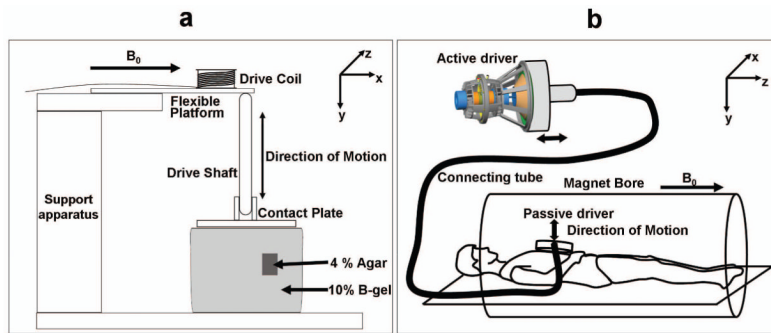 a
B₀
Drive Coil
z
x
y
Flexible
Platform
Drive Shaft
Direction of Motion
Support
apparatus
Contact Plate
4 % Agar
10% B-gel
b
Active driver
x
z
y
Connecting tube
Magnet Bore
B₀
Passive driver
Direction of Motion